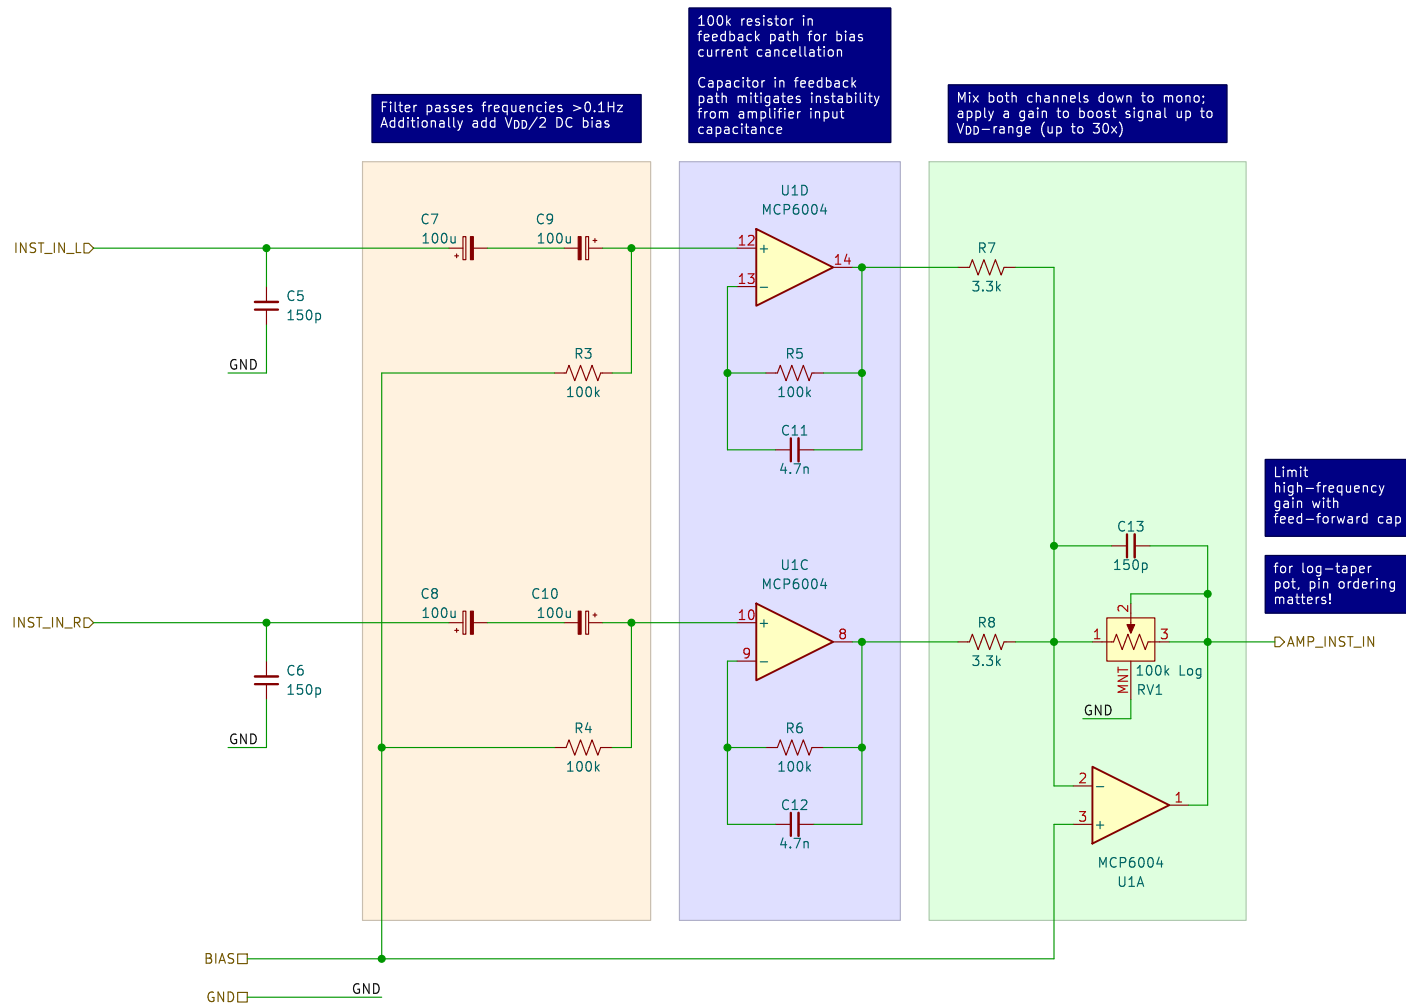 100k resistor in
feedback path for bias
current cancellation
Capacitor in feedback
path mitigates instability
from amplifier input
capacitance
Filter passes frequencies >0.1Hz
Additionally add VDD/2 DC bias
Mix both channels down to mono;
apply a gain to boost signal up to
VDD-range (up to 30x)
U1D
MCP6004
C7
100u
+
C9
100u
+
INST_IN_L
12
+
13
-
14
R7
3.3k
C5
150p
GND
R3
100k
R5
100k
C11
4.7n
Limit
high-frequency
gain with
feed-forward cap
C13
150p
for log-taper
pot, pin ordering
matters!
U1C
MCP6004
C8
100u
+
C10
100u
+
INST_IN_R
10
+
9
-
8
R8
3.3k
2
1
3
AMP_INST_IN
MNT
100k Log
RV1
GND
C6
150p
GND
R4
100k
R6
100k
C12
4.7n
2
-
3
+
1
MCP6004
U1A
BIAS
GND
GND